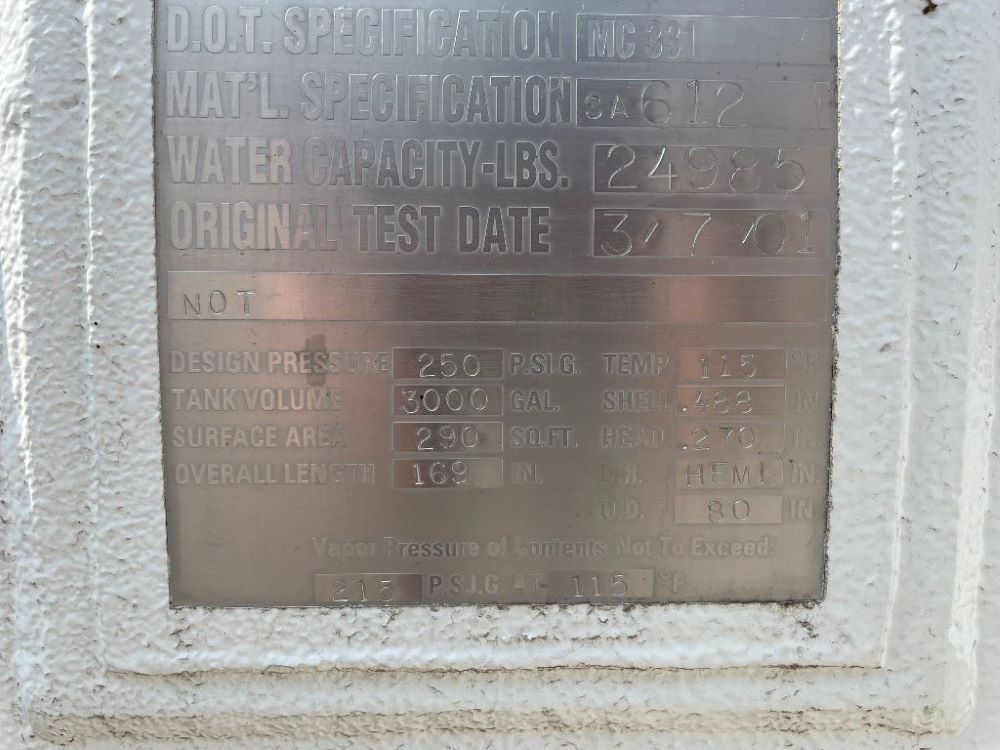 D.O.T. SPECIFICATION MC 331
MAT'L. SPECIFICATION SA 612
WATER CAPACITY-LBS. 24985
ORIGINAL TEST DATE 3/7/01
NOT
DESIGN PRESSURE 250 P.S.I.G. TEMP 115 °F
TANK VOLUME 3000 GAL. SHELL .488 IN.
SURFACE AREA 290 SQ.FT. HEAD .270 IN.
OVERALL LENGTH 169 IN. D.R. HEMI IN.
O.D. 80 IN.
Vapor Pressure of Contents Not To Exceed:
215 P.S.I.G. AT 115 °F